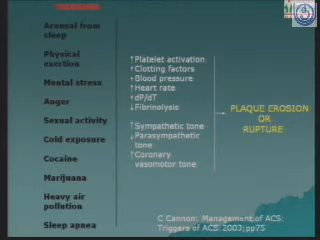 TRIGGERS
Arousal from
sleep
Physical
exertion
Mental stress
Anger
Sexual activity
Cold exposure
Cocaine
Marijuana
Heavy air
pollution
Sleep apnea
↑Platelet activation
↑Clotting factors
↑Blood pressure
↑Heart rate
↑dP/dT
↓Fibrinolysis
↑Sympathetic tone
↓Parasympathetic
tone
↑Coronary
vasomotor tone
PLAQUE EROSION
OR
RUPTURE
C Cannon: Management of ACS:
Triggers of ACS:2003;pp75